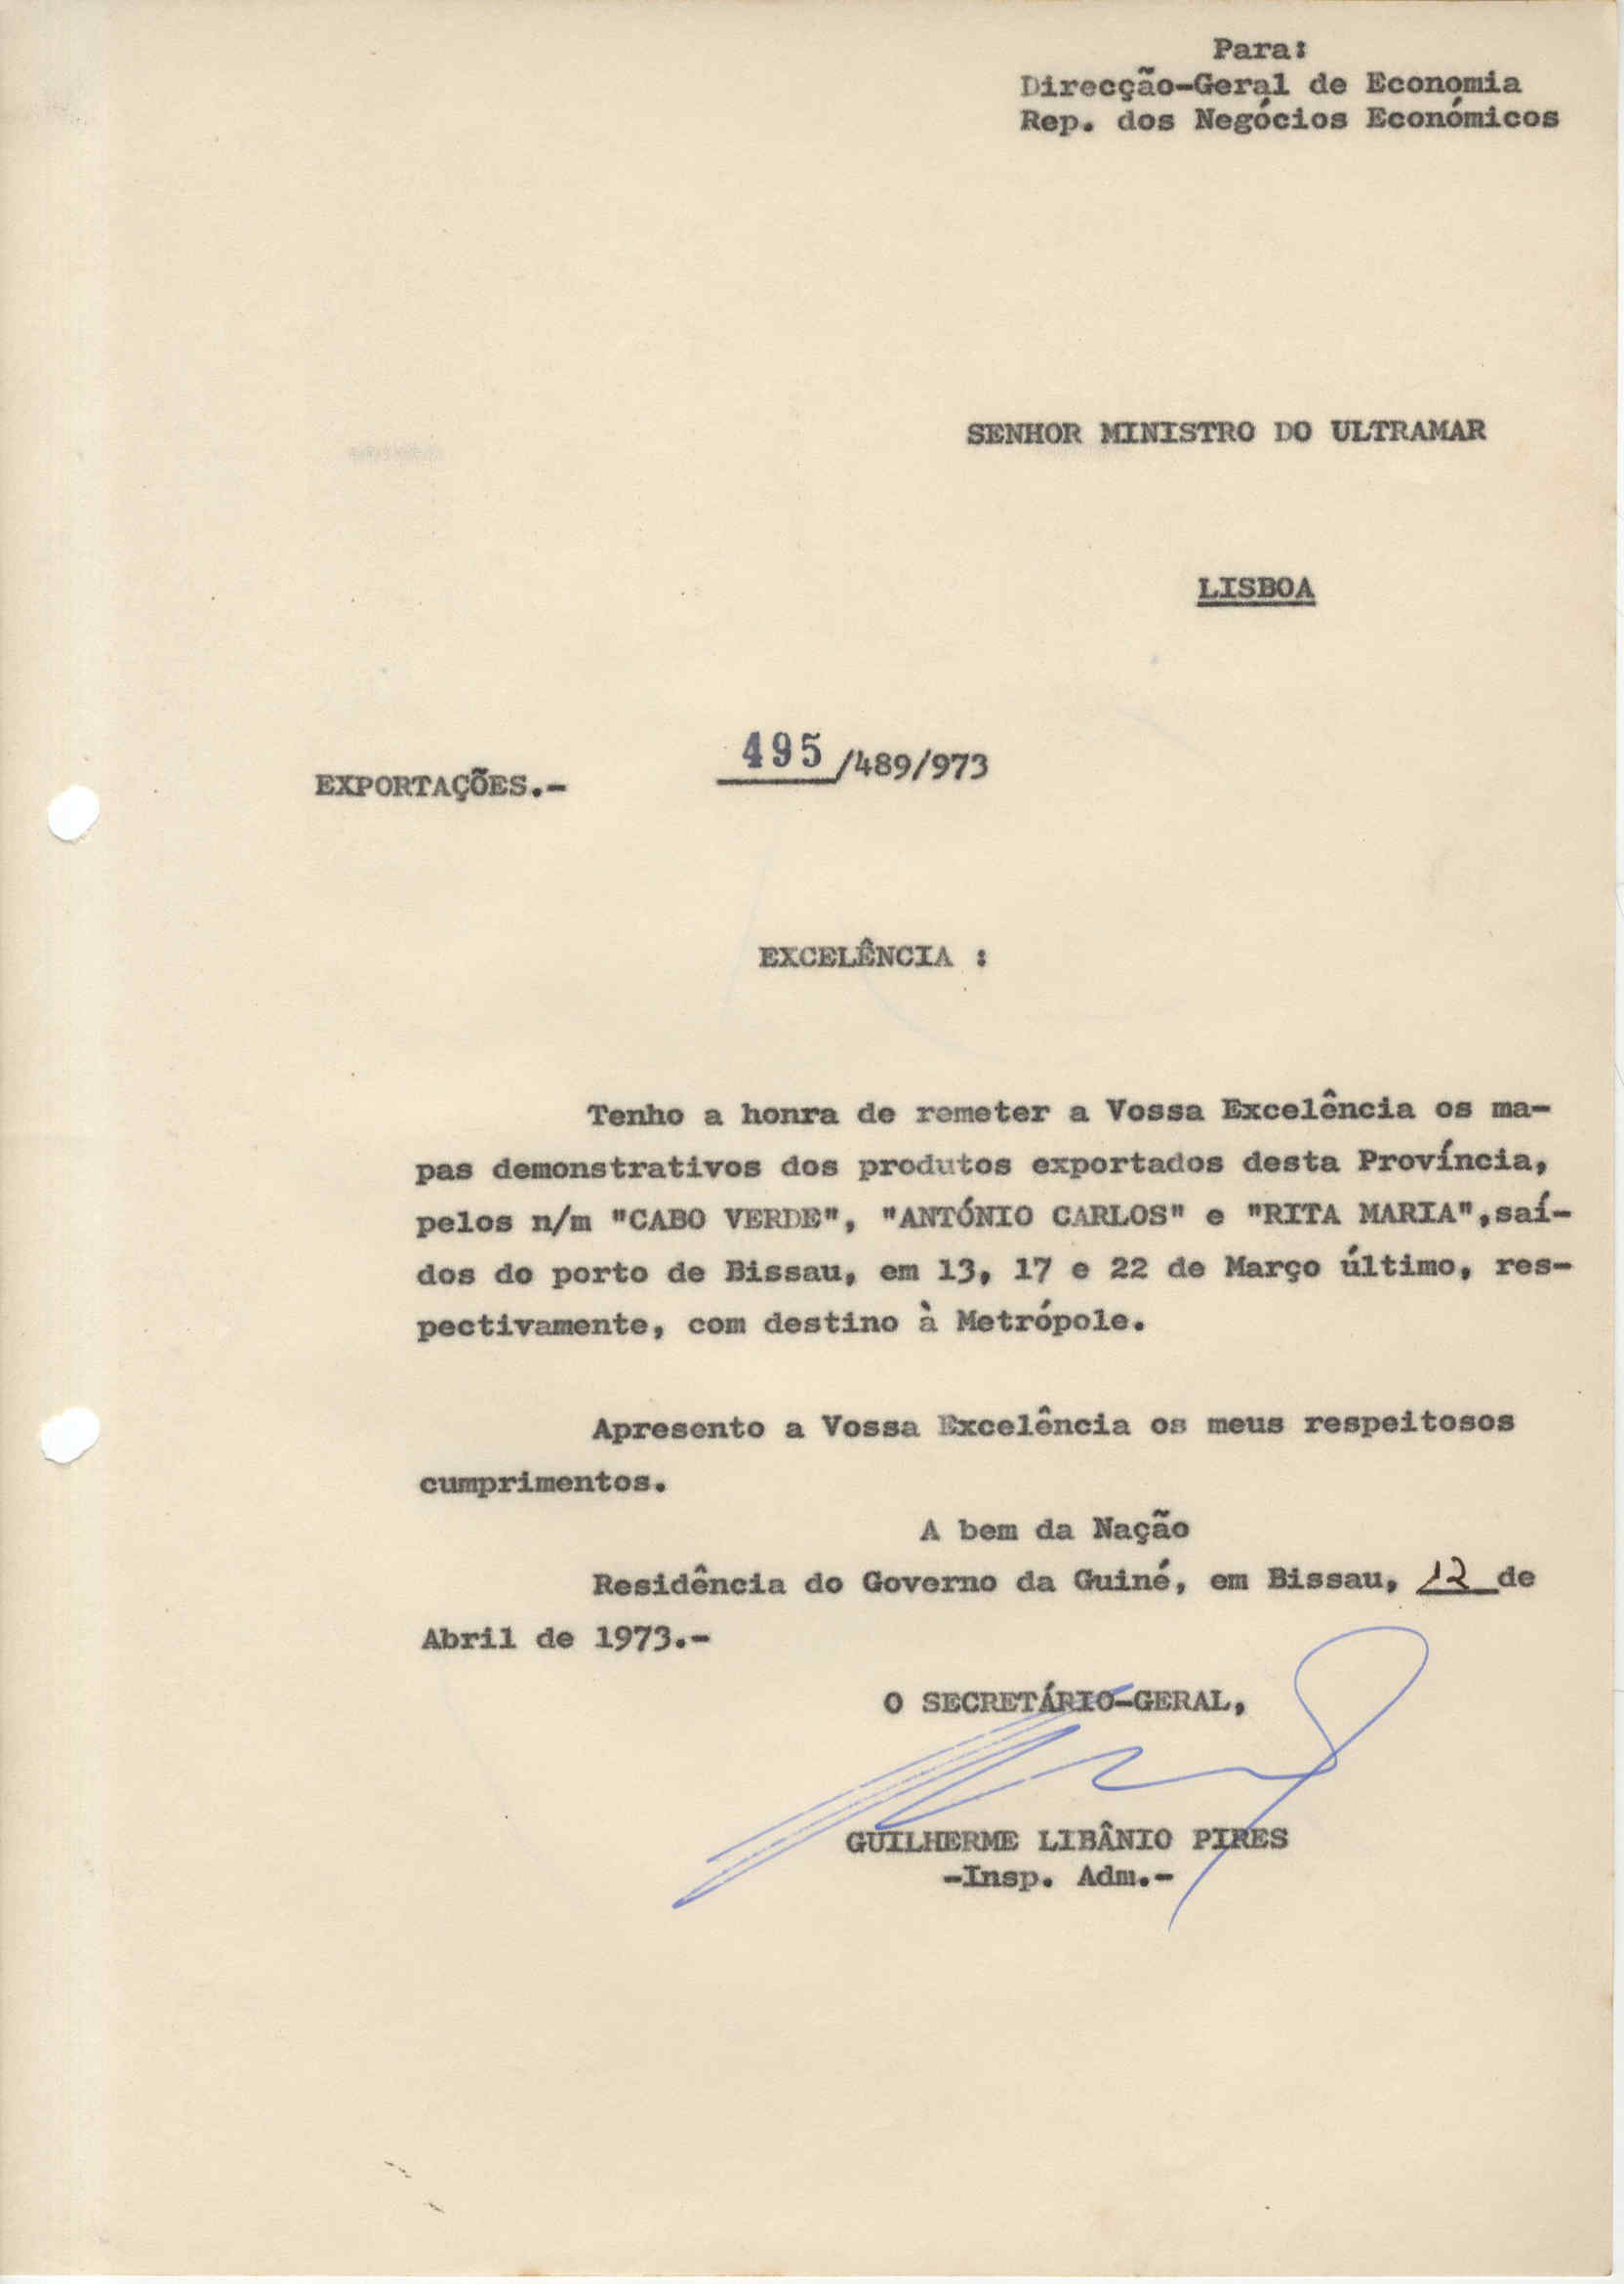 Para:
Direcção-Geral de Economia
Rep. dos Negócios Económicos
SENHOR MINISTRO DO ULTRAMAR
LISBOA
EXPORTAÇÕES.- 495/489/973
EXCELÊNCIA :
Tenho a honra de remeter a Vossa Excelência os ma-
pas demonstrativos dos produtos exportados desta Província,
pelos n/m "CABO VERDE", "ANTÓNIO CARLOS" e "RITA MARIA",saí-
dos do porto de Bissau, em 13, 17 e 22 de Março último, res-
pectivamente, com destino à Metrópole.
Apresento a Vossa Excelência os meus respeitosos
cumprimentos.
A bem da Nação
Residência do Governo da Guiné, em Bissau, 12 de
Abril de 1973.-
O SECRETÁRIO-GERAL,
GUILHERME LIBÂNIO PIRES
-Insp. Adm.-